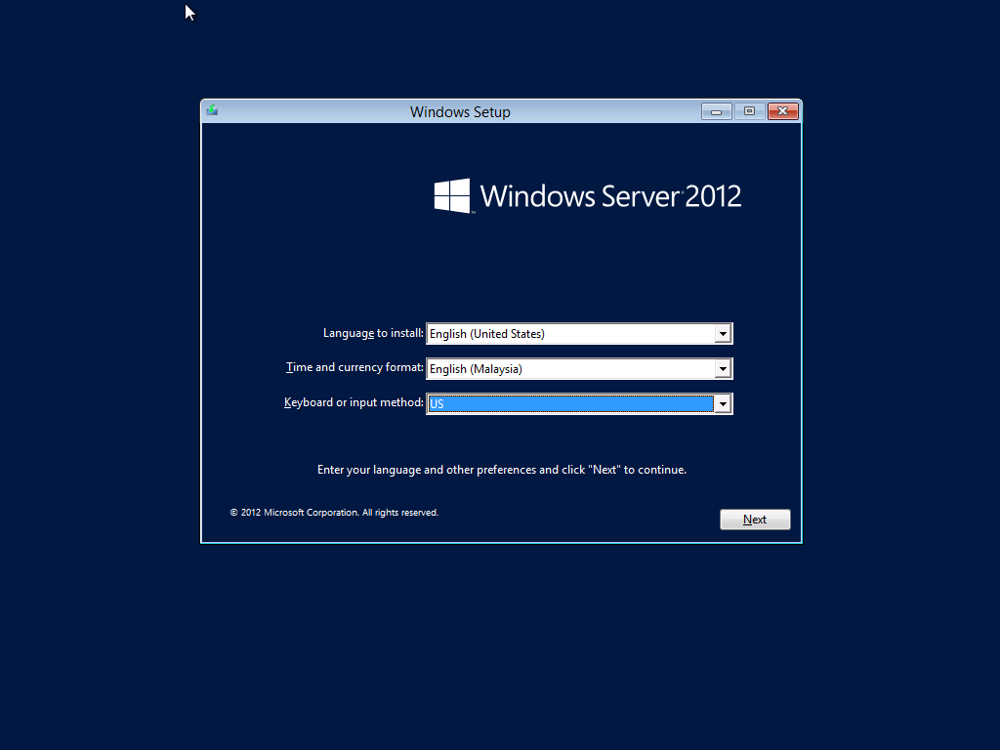 Windows Setup
Windows Server 2012
Language to install: English (United States)
Time and currency format: English (Malaysia)
Keyboard or input method: US
Enter your language and other preferences and click "Next" to continue.
© 2012 Microsoft Corporation. All rights reserved.
Next